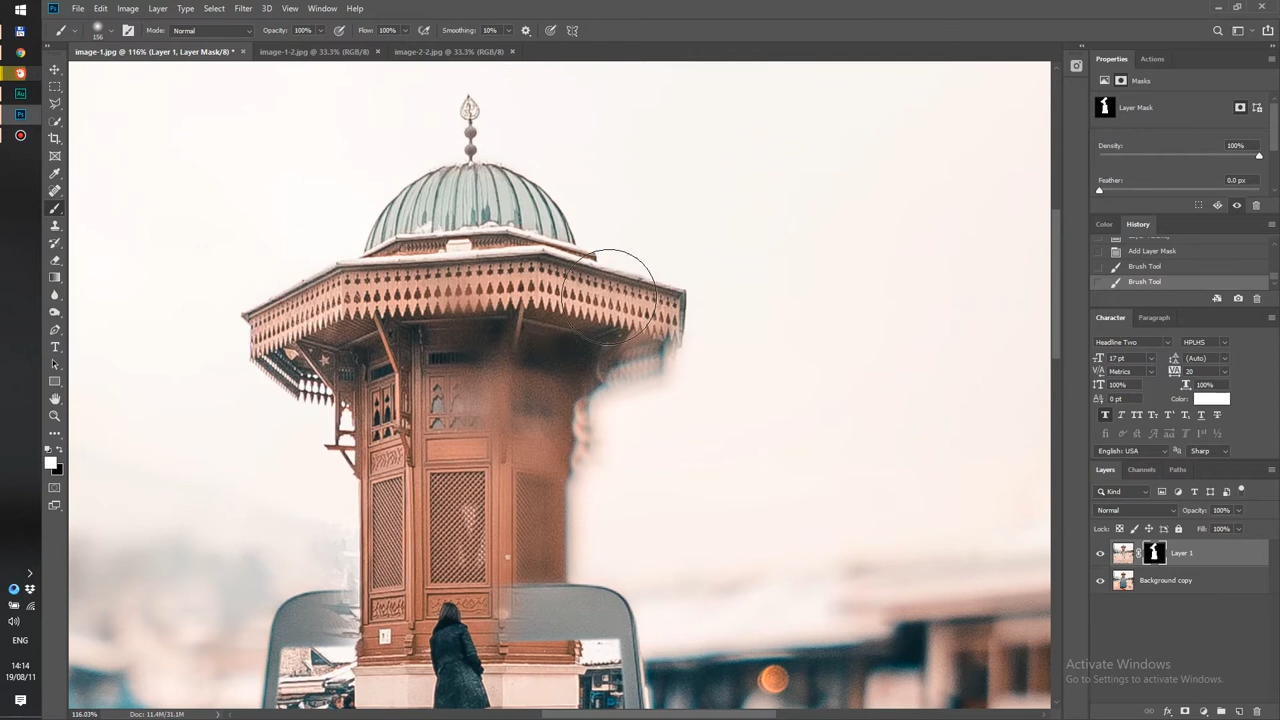 File Edit Image Layer Type Select Filter 3D View Window Help
156 Mode: Normal Opacity: 100% Flow: 100% Smoothing: 10%
image-1.jpg @ 116% (Layer 1, Layer Mask/8) * image-1-2.jpg @ 33.3% (RGB/8) image-2-2.jpg @ 33.3% (RGB/8)
Properties Actions
Masks
Layer Mask
Density: 100%
Feather: 0.0 px
Color History
Add Layer Mask
Brush Tool
Brush Tool
Character Paragraph
Headline Two HPLHS
17 pt (Auto)
Metrics 20
100% 100%
0 pt Color:
English: USA Sharp
Layers Channels Paths
Kind
Normal Opacity: 100%
Lock: Fill: 100%
Layer 1
Background copy
ENG
14:14
19/08/11
Activate Windows
Go to Settings to activate Windows.
116.03% Doc: 11.4M/31.1M